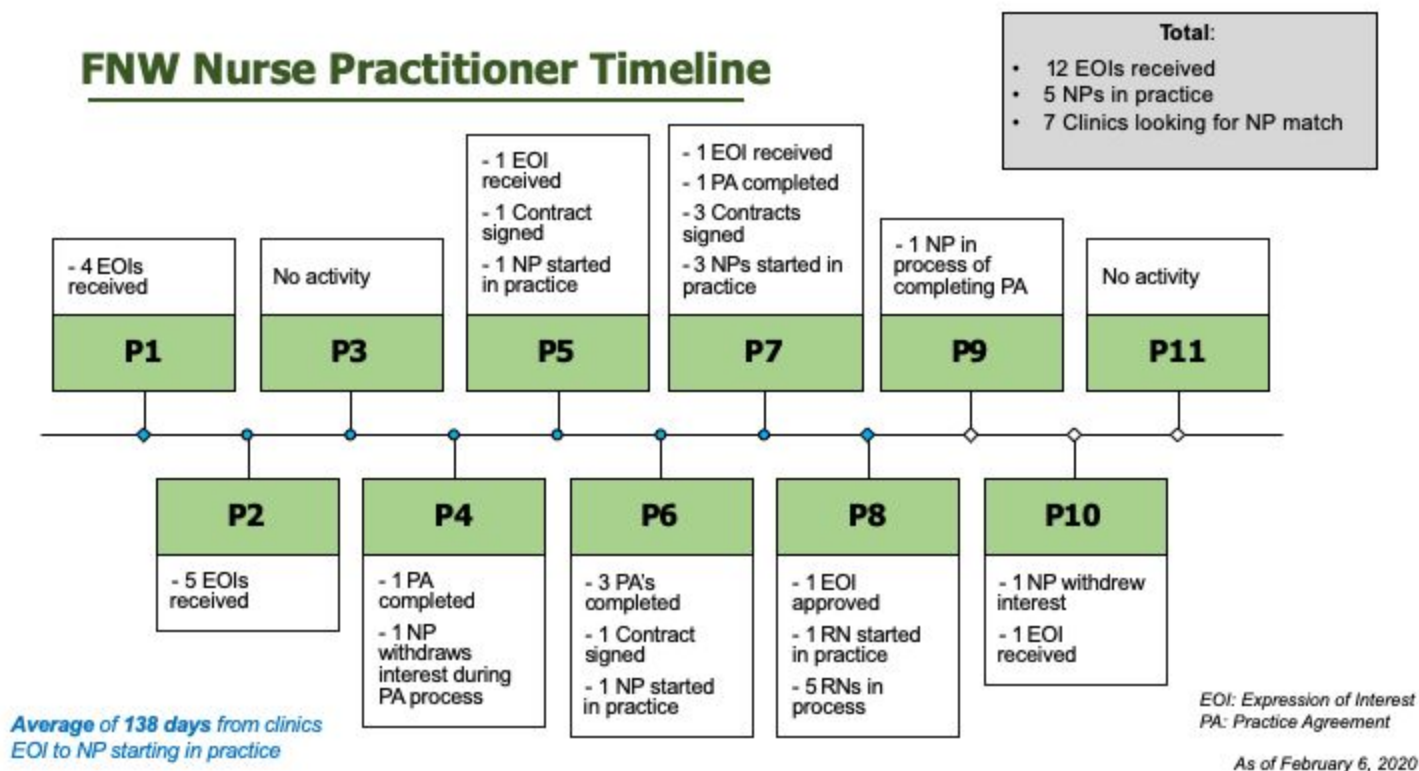 FNW Nurse Practitioner Timeline
Total:
• 12 EOIs received
• 5 NPs in practice
• 7 Clinics looking for NP match
- 4 EOIs
received
P1
No activity
P3
- 1 EOI
received
- 1 Contract
signed
- 1 NP started
in practice
P5
- 1 EOI received
- 1 PA completed
- 3 Contracts
signed
- 3 NPs started in
practice
P7
- 1 NP in
process of
completing PA
P9
No activity
P11
P2
- 5 EOIs
received
P4
- 1 PA
completed
- 1 NP
withdraws
interest during
PA process
P6
- 3 PA's
completed
- 1 Contract
signed
- 1 NP started
in practice
P8
- 1 EOI
approved
- 1 RN started
in practice
- 5 RNs in
process
P10
- 1 NP withdrew
interest
- 1 EOI
received
Average of 138 days from clinics
EOI to NP starting in practice
EOI: Expression of Interest
PA: Practice Agreement
As of February 6, 2020